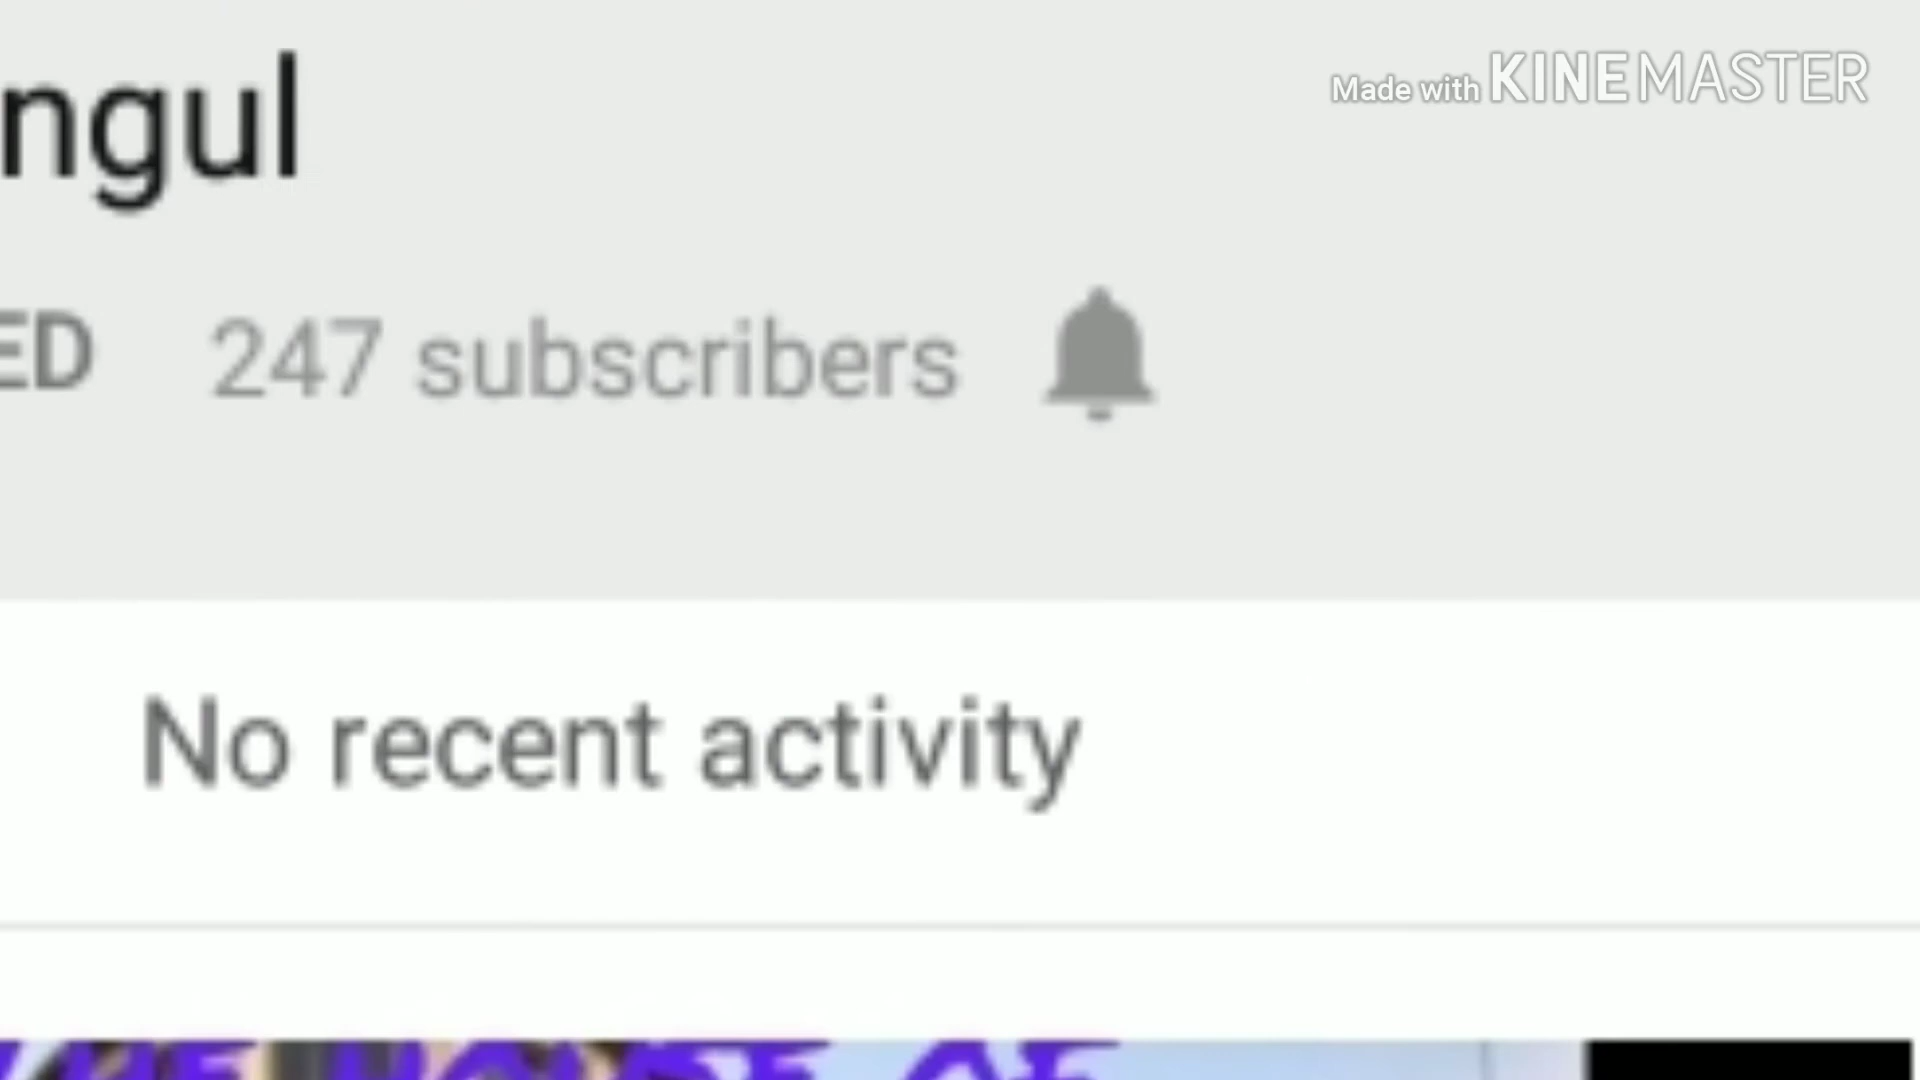 ngul
Made with KINEMASTER
ED 247 subscribers
No recent activity